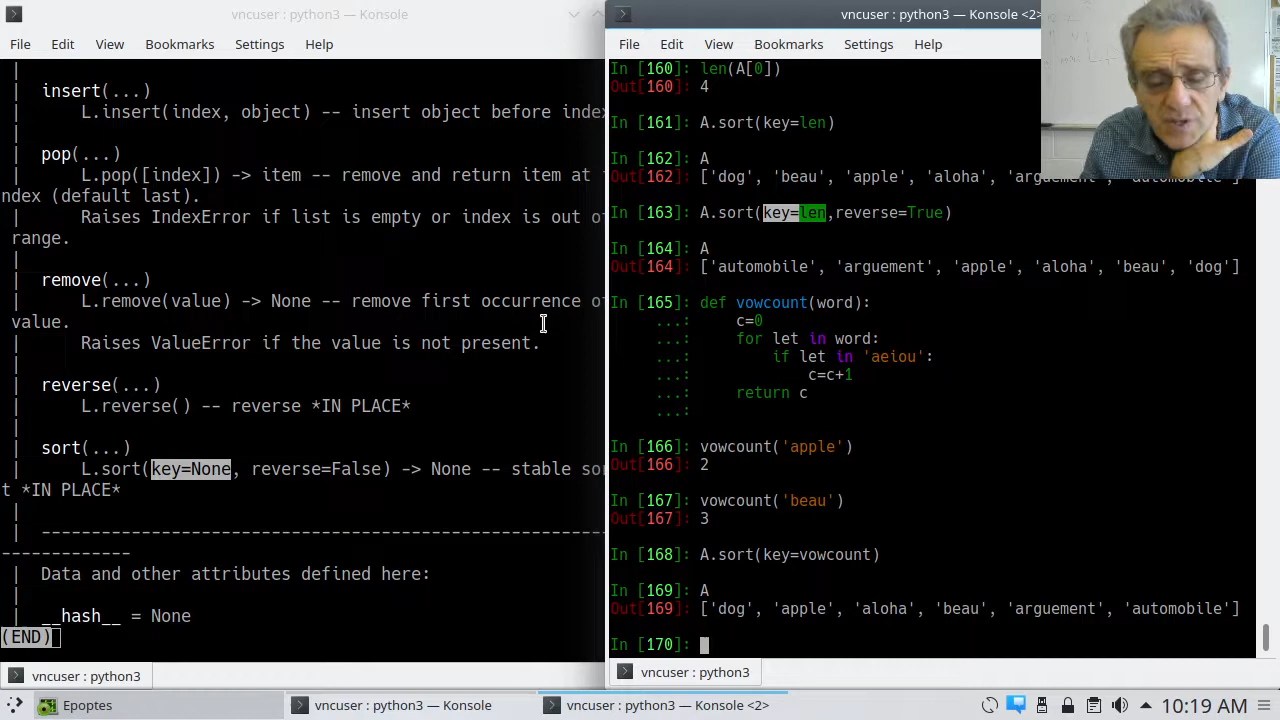 vncuser : python3 — Konsole
File Edit View Bookmarks Settings Help
|
| insert(...)
| L.insert(index, object) -- insert object before inde
|
| pop(...)
| L.pop([index]) -> item -- remove and return item at
ndex (default last).
| Raises IndexError if list is empty or index is out o
range.
|
| remove(...)
| L.remove(value) -> None -- remove first occurrence o
value.
| Raises ValueError if the value is not present.
|
| reverse(...)
| L.reverse() -- reverse *IN PLACE*
|
| sort(...)
| L.sort(key=None, reverse=False) -> None -- stable so
t *IN PLACE*
|
| ----------------------------------------------------------
-------------
| Data and other attributes defined here:
|
| __hash__ = None
(END)
vncuser : python3
vncuser : python3 — Konsole <2>
File Edit View Bookmarks Settings Help
In [160]: len(A[0])
Out[160]: 4
In [161]: A.sort(key=len)
In [162]: A
Out[162]: ['dog', 'beau', 'apple', 'aloha', 'arguement', 'automobile']
In [163]: A.sort(key=len,reverse=True)
In [164]: A
Out[164]: ['automobile', 'arguement', 'apple', 'aloha', 'beau', 'dog']
In [165]: def vowcount(word):
...: c=0
...: for let in word:
...: if let in 'aeiou':
...: c=c+1
...: return c
...:
In [166]: vowcount('apple')
Out[166]: 2
In [167]: vowcount('beau')
Out[167]: 3
In [168]: A.sort(key=vowcount)
In [169]: A
Out[169]: ['dog', 'apple', 'aloha', 'beau', 'arguement', 'automobile']
In [170]:
vncuser : python3
Epoptes
vncuser : python3 — Konsole
vncuser : python3 — Konsole <2>
10:19 AM